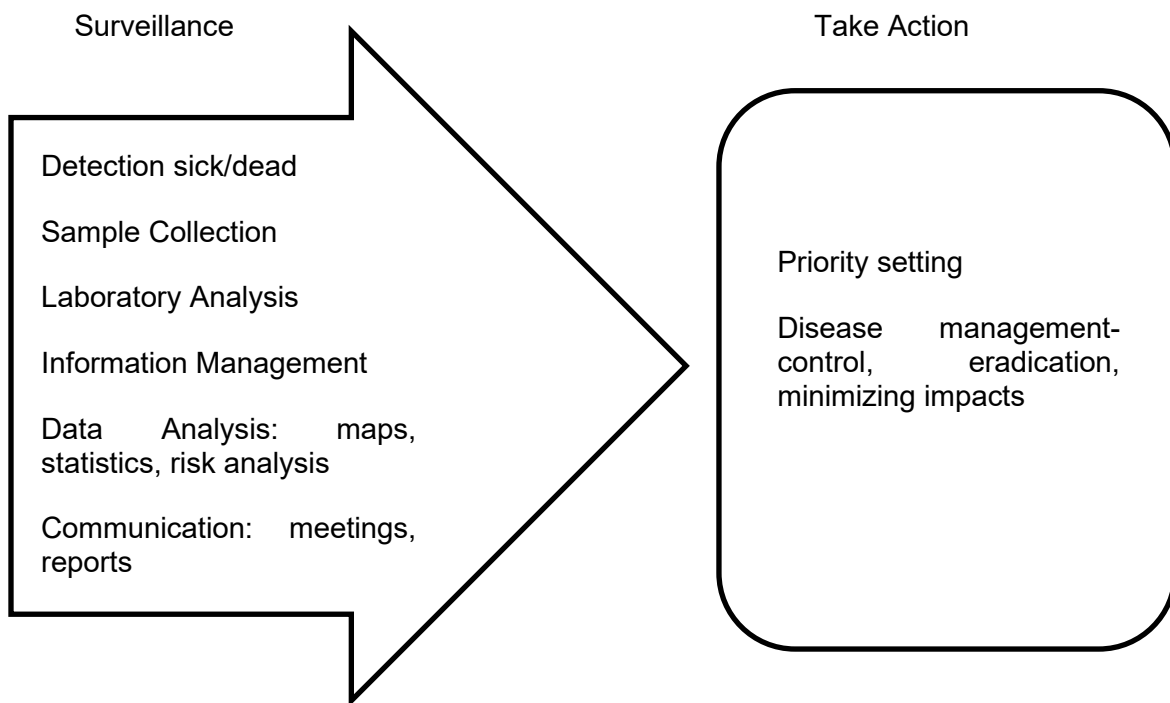 Surveillance
Take Action
Detection sick/dead
Sample Collection
Laboratory Analysis
Information Management
Data Analysis: maps,
statistics, risk analysis
Communication: meetings,
reports
Priority setting
Disease management-
control, eradication,
minimizing impacts